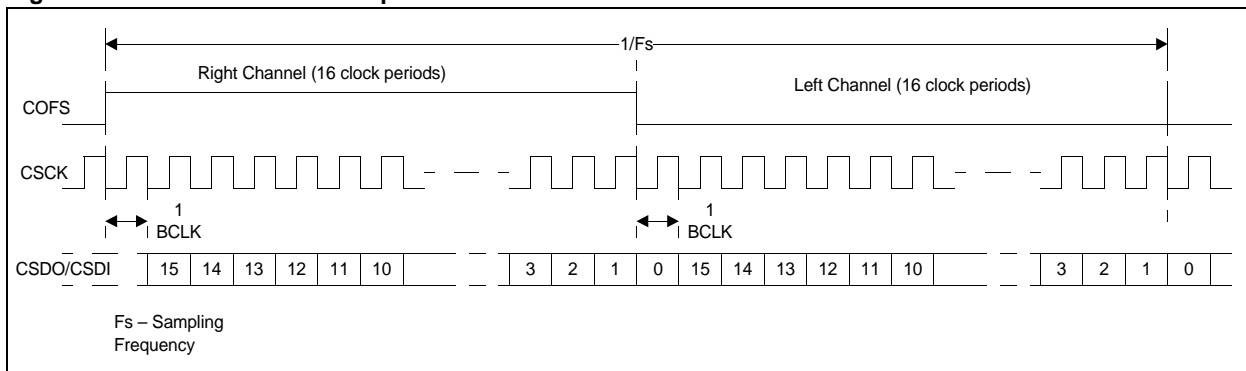 1/Fs
Right Channel (16 clock periods)
Left Channel (16 clock periods)
COFS
CSCK
1
BCLK
1
BCLK
CSDO/CSDI 15 14 13 12 11 10 3 2 1 0 15 14 13 12 11 10 3 2 1 0
Fs – Sampling
Frequency